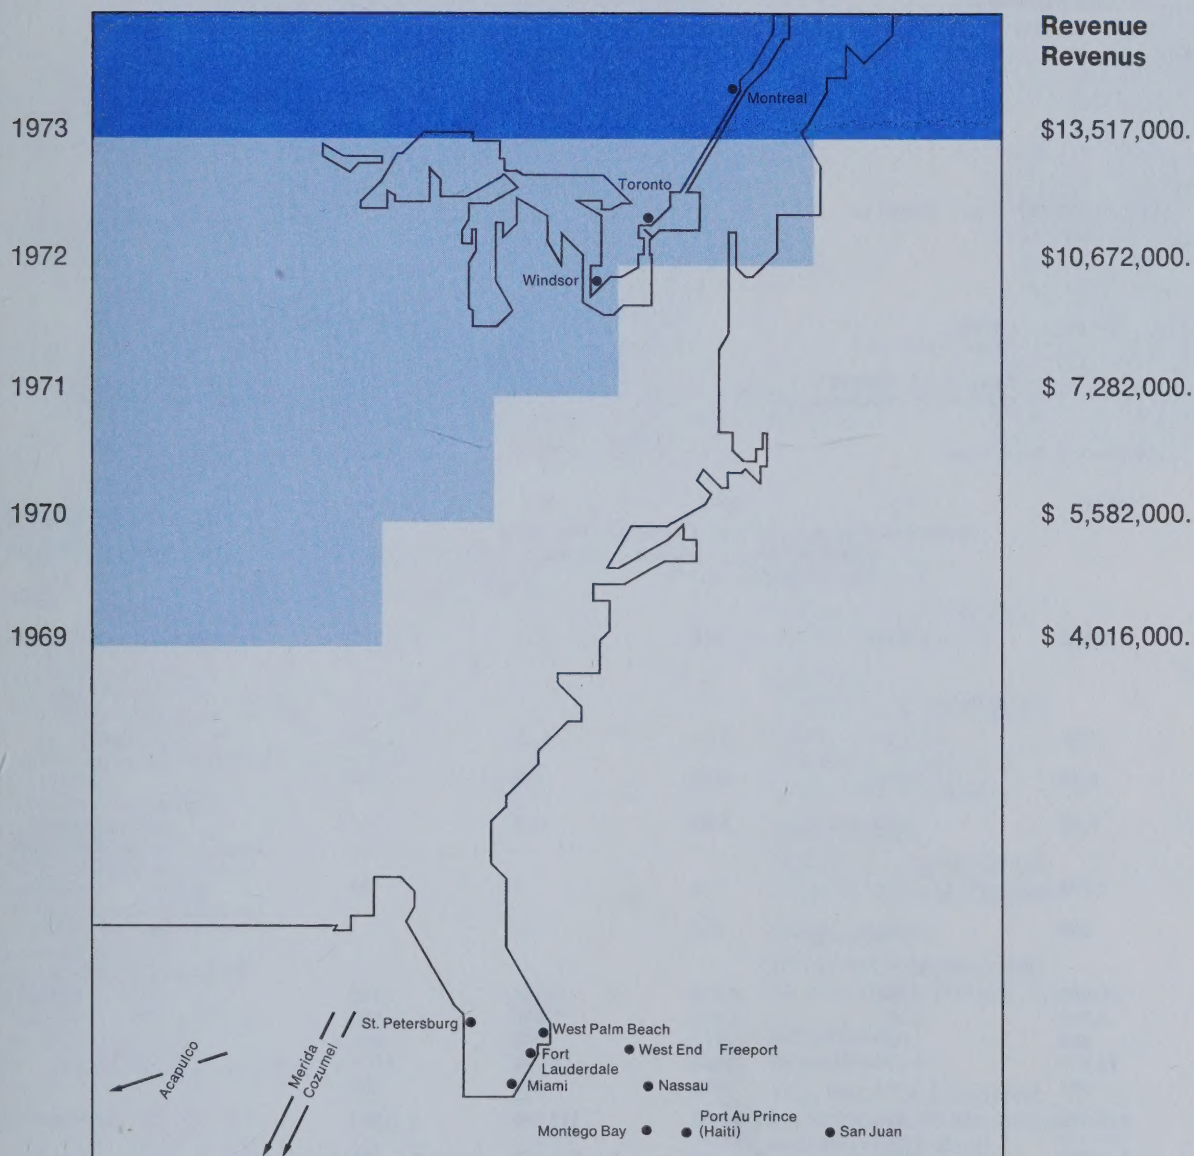 Revenue
Revenus
Montreal
1973 $13,517,000.
Toronto
1972 $10,672,000.
Windsor
1971 $ 7,282,000.
1970 $ 5,582,000.
1969 $ 4,016,000.
St. Petersburg
West Palm Beach
Acapulco
Merida
Cozumel
Fort
Lauderdale
West End Freeport
Miami
Nassau
Montego Bay
Port Au Prince
(Haiti)
San Juan